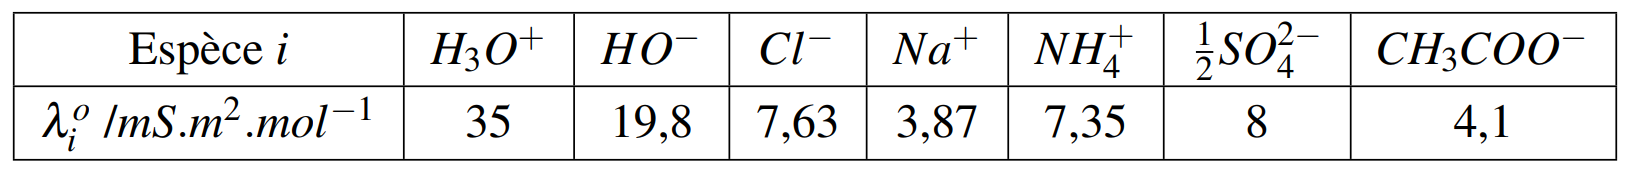 Espèce i H₃O⁺ HO⁻ Cl⁻ Na⁺ NH₄⁺ ½SO₄²⁻ CH₃COO⁻
λᵢᵒ /mS.m².mol⁻¹ 35 19,8 7,63 3,87 7,35 8 4,1